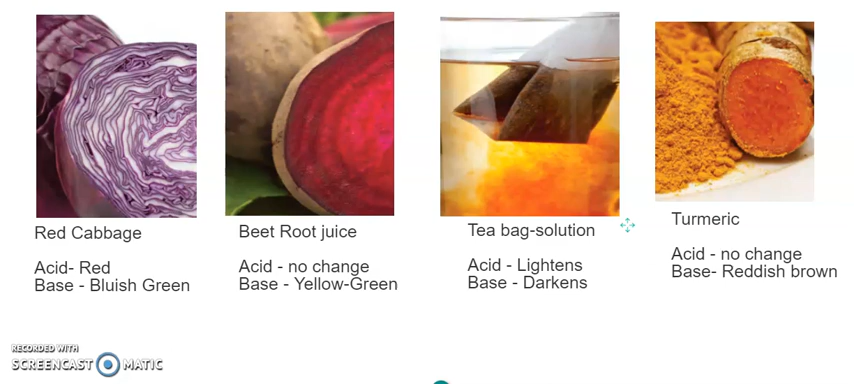 Red Cabbage
Acid- Red
Base - Bluish Green
Beet Root juice
Acid - no change
Base - Yellow-Green
Tea bag-solution
Acid - Lightens
Base - Darkens
Turmeric
Acid - no change
Base- Reddish brown
RECORDED WITH
SCREENCAST MATIC